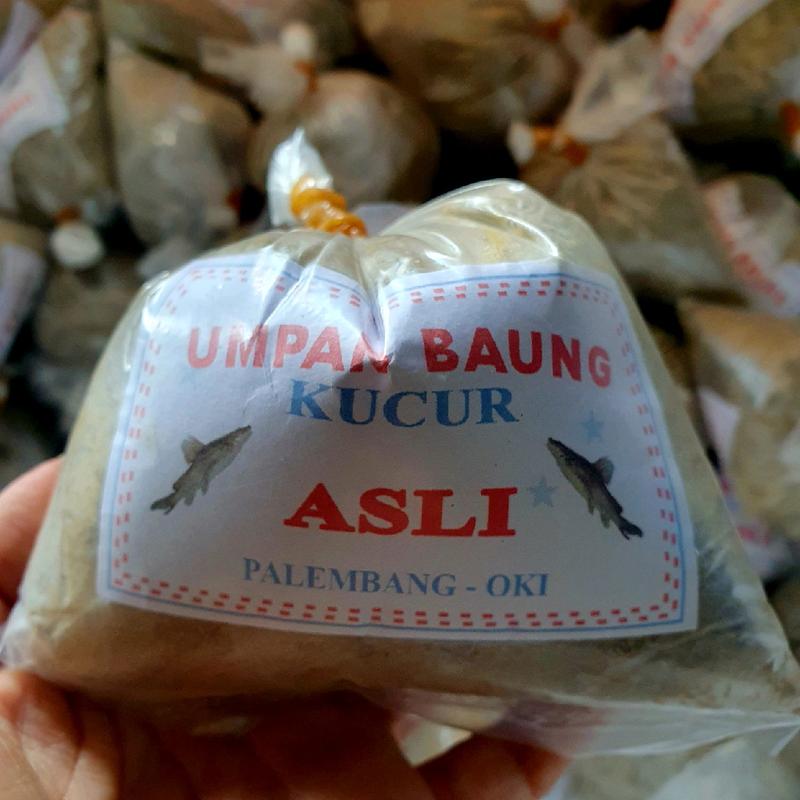 UMPAN BAUNG
KUCUR
ASLI
PALEMBANG - OKI